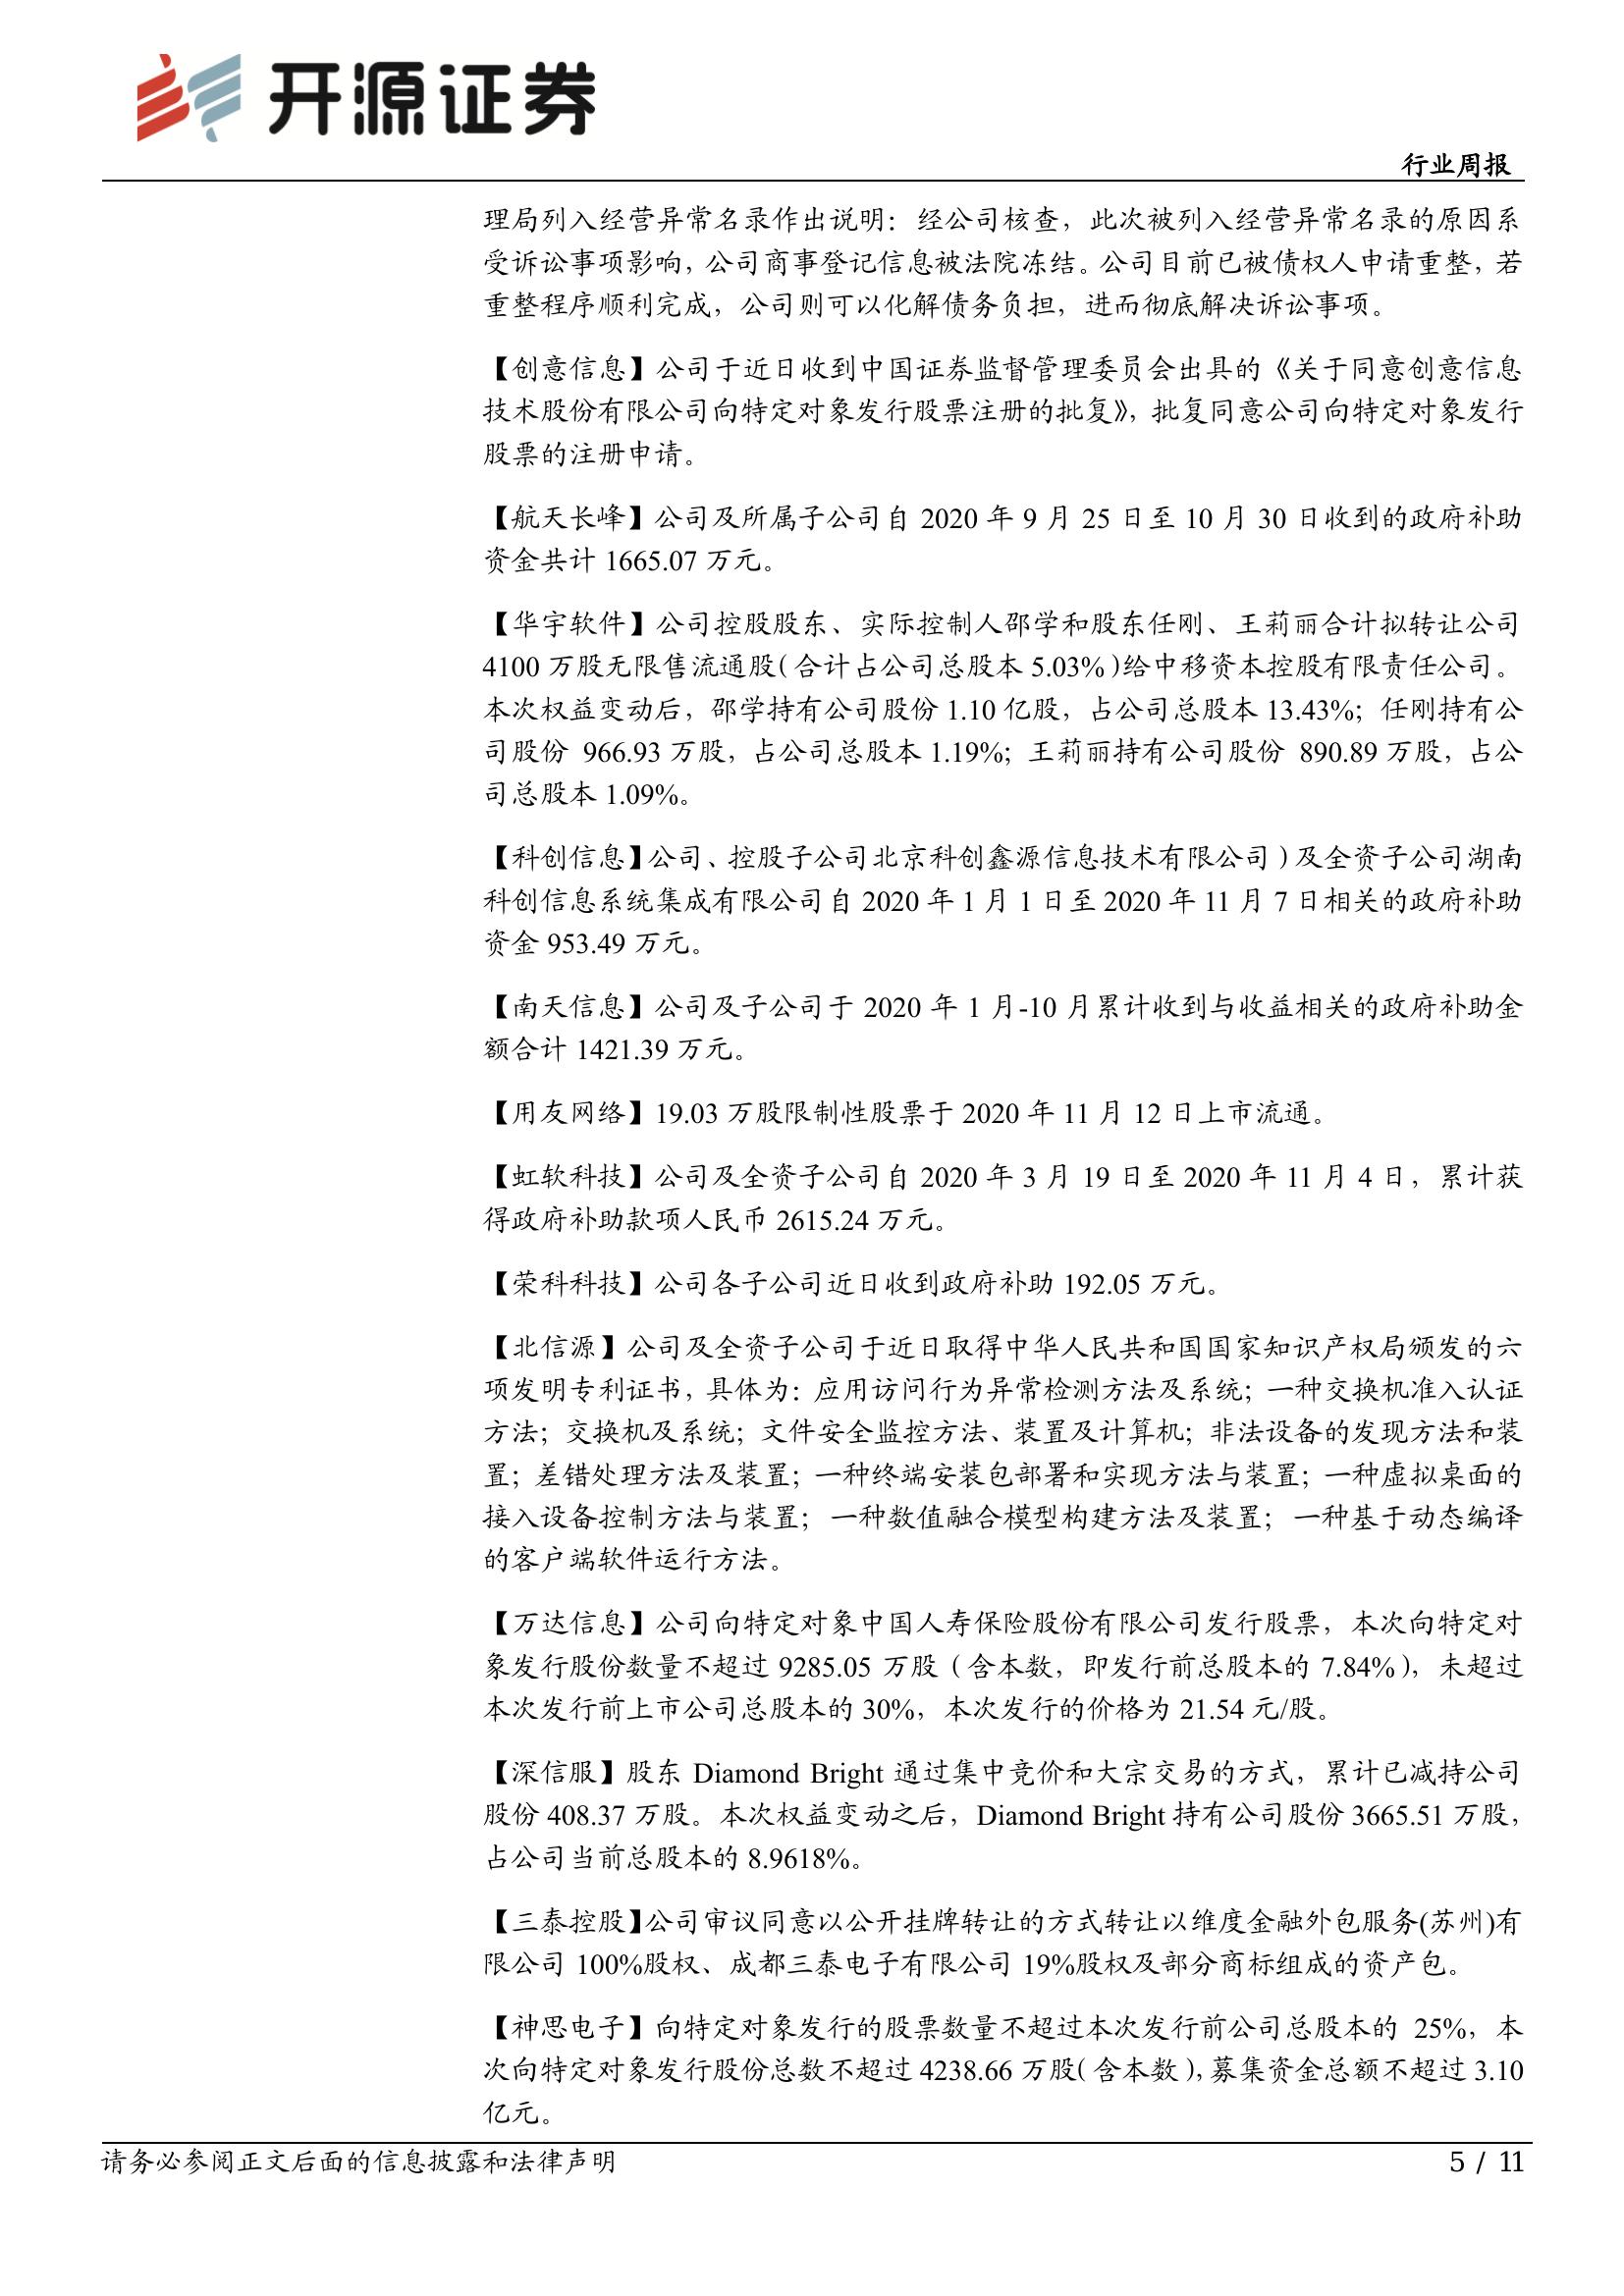 开源证券
行业周报
理局列入经营异常名录作出说明：经公司核查，此次被列入经营异常名录的原因系
受诉讼事项影响，公司商事登记信息被法院冻结。公司目前已被债权人申请重整，若
重整程序顺利完成，公司则可以化解债务负担，进而彻底解决诉讼事项。
【创意信息】公司于近日收到中国证券监督管理委员会出具的《关于同意创意信息
技术股份有限公司向特定对象发行股票注册的批复》，批复同意公司向特定对象发行
股票的注册申请。
【航天长峰】公司及所属子公司自 2020 年 9 月 25 日至 10 月 30 日收到的政府补助
资金共计 1665.07 万元。
【华宇软件】公司控股股东、实际控制人邵学和股东任刚、王莉丽合计拟转让公司
4100 万股无限售流通股（合计占公司总股本 5.03%）给中移资本控股有限责任公司。
本次权益变动后，邵学持有公司股份 1.10 亿股，占公司总股本 13.43%；任刚持有公
司股份 966.93 万股，占公司总股本 1.19%；王莉丽持有公司股份 890.89 万股，占公
司总股本 1.09%。
【科创信息】公司、控股子公司北京科创鑫源信息技术有限公司）及全资子公司湖南
科创信息系统集成有限公司自 2020 年 1 月 1 日至 2020 年 11 月 7 日相关的政府补助
资金 953.49 万元。
【南天信息】公司及子公司于 2020 年 1 月-10 月累计收到与收益相关的政府补助金
额合计 1421.39 万元。
【用友网络】19.03 万股限制性股票于 2020 年 11 月 12 日上市流通。
【虹软科技】公司及全资子公司自 2020 年 3 月 19 日至 2020 年 11 月 4 日，累计获
得政府补助款项人民币 2615.24 万元。
【荣科科技】公司各子公司近日收到政府补助 192.05 万元。
【北信源】公司及全资子公司于近日取得中华人民共和国国家知识产权局颁发的六
项发明专利证书，具体为：应用访问行为异常检测方法及系统；一种交换机准入认证
方法；交换机及系统；文件安全监控方法、装置及计算机；非法设备的发现方法和装
置；差错处理方法及装置；一种终端安装包部署和实现方法与装置；一种虚拟桌面的
接入设备控制方法与装置；一种数值融合模型构建方法及装置；一种基于动态编译
的客户端软件运行方法。
【万达信息】公司向特定对象中国人寿保险股份有限公司发行股票，本次向特定对
象发行股份数量不超过 9285.05 万股（含本数，即发行前总股本的 7.84%），未超过
本次发行前上市公司总股本的 30%，本次发行的价格为 21.54 元/股。
【深信服】股东 Diamond Bright 通过集中竞价和大宗交易的方式，累计已减持公司
股份 408.37 万股。本次权益变动之后，Diamond Bright 持有公司股份 3665.51 万股，
占公司当前总股本的 8.9618%。
【三泰控股】公司审议同意以公开挂牌转让的方式转让以维度金融外包服务(苏州)有
限公司 100%股权、成都三泰电子有限公司 19%股权及部分商标组成的资产包。
【神思电子】向特定对象发行的股票数量不超过本次发行前公司总股本的 25%，本
次向特定对象发行股份总数不超过 4238.66 万股（含本数），募集资金总额不超过 3.10
亿元。
请务必参阅正文后面的信息披露和法律声明
5 / 11